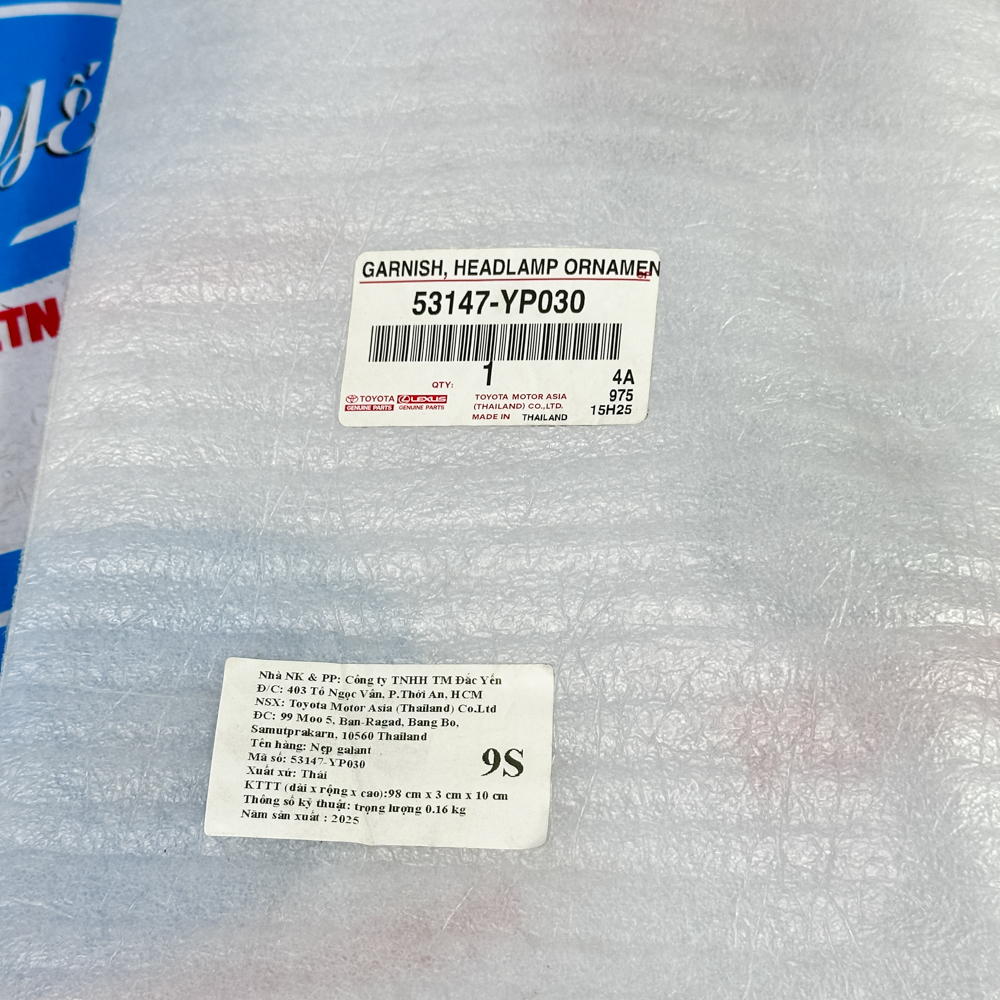 YẾ
TN
GARNISH, HEADLAMP ORNAMEN
53147-YP030
QTY: 1
4A
975
15H25
TOYOTA
GENUINE PARTS
LEXUS
GENUINE PARTS
TOYOTA MOTOR ASIA
(THAILAND) CO.,LTD.
MADE IN THAILAND
Nhà NK & PP: Công ty TNHH TM Đắc Yến
Đ/C: 403 Tô Ngọc Vân, P.Thới An, HCM
NSX: Toyota Motor Asia (Thailand) Co.Ltd
ĐC: 99 Moo 5, Ban-Ragad, Bang Bo,
Samutprakarn, 10560 Thailand
Tên hàng: Nẹp galant
Mã số: 53147-YP030
Xuất xứ: Thái
KTTT (dài x rộng x cao):98 cm x 3 cm x 10 cm
Thông số kỹ thuật: trọng lượng 0.16 kg
Năm sản xuất : 2025
9S